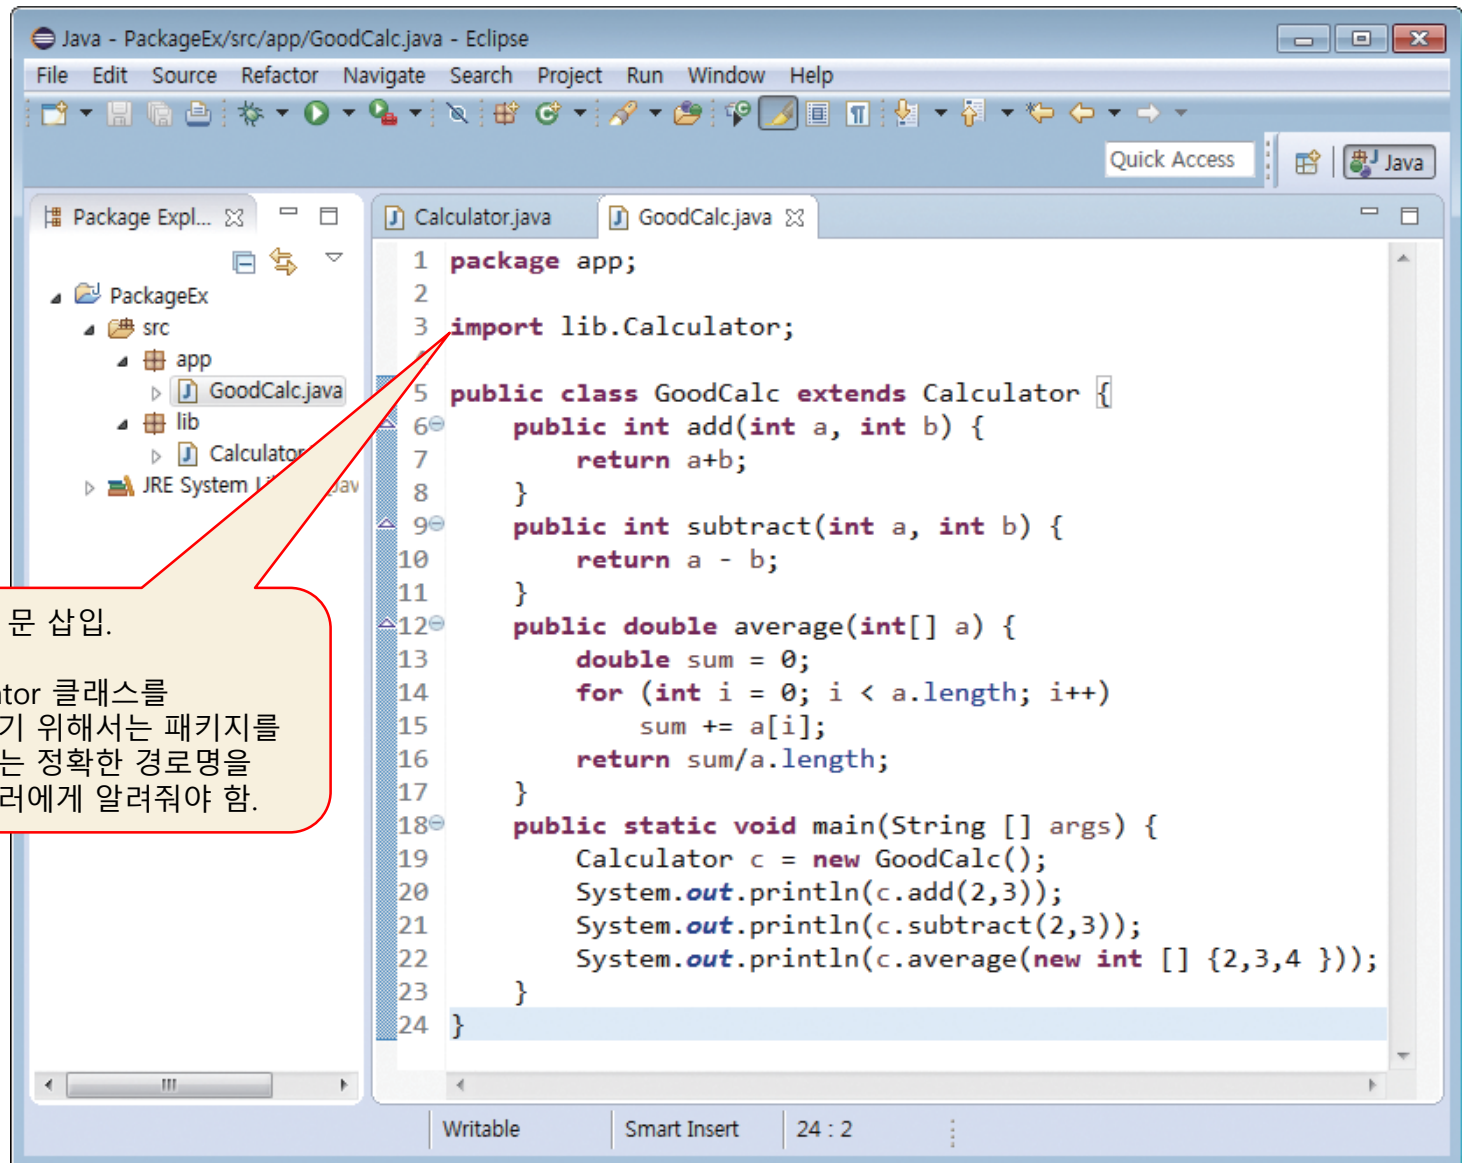 Java - PackageEx/src/app/GoodCalc.java - Eclipse
File Edit Source Refactor Navigate Search Project Run Window Help
Quick Access
Java
Package Expl...
PackageEx
src
app
GoodCalc.java
lib
Calculator
JRE System
Calculator.java
GoodCalc.java
1 package app;
2
3 import lib.Calculator;
5 public class GoodCalc extends Calculator {
6 public int add(int a, int b) {
7 return a+b;
8 }
9 public int subtract(int a, int b) {
10 return a - b;
11 }
12 public double average(int[] a) {
13 double sum = 0;
14 for (int i = 0; i < a.length; i++)
15 sum += a[i];
16 return sum/a.length;
17 }
18 public static void main(String [] args) {
19 Calculator c = new GoodCalc();
20 System.out.println(c.add(2,3));
21 System.out.println(c.subtract(2,3));
22 System.out.println(c.average(new int [] {2,3,4 }));
23 }
24 }
문 삽입.
클래스를
위해서는 패키지를
정확한 경로명을
알려줘야 함.
Writable
Smart Insert
24 : 2